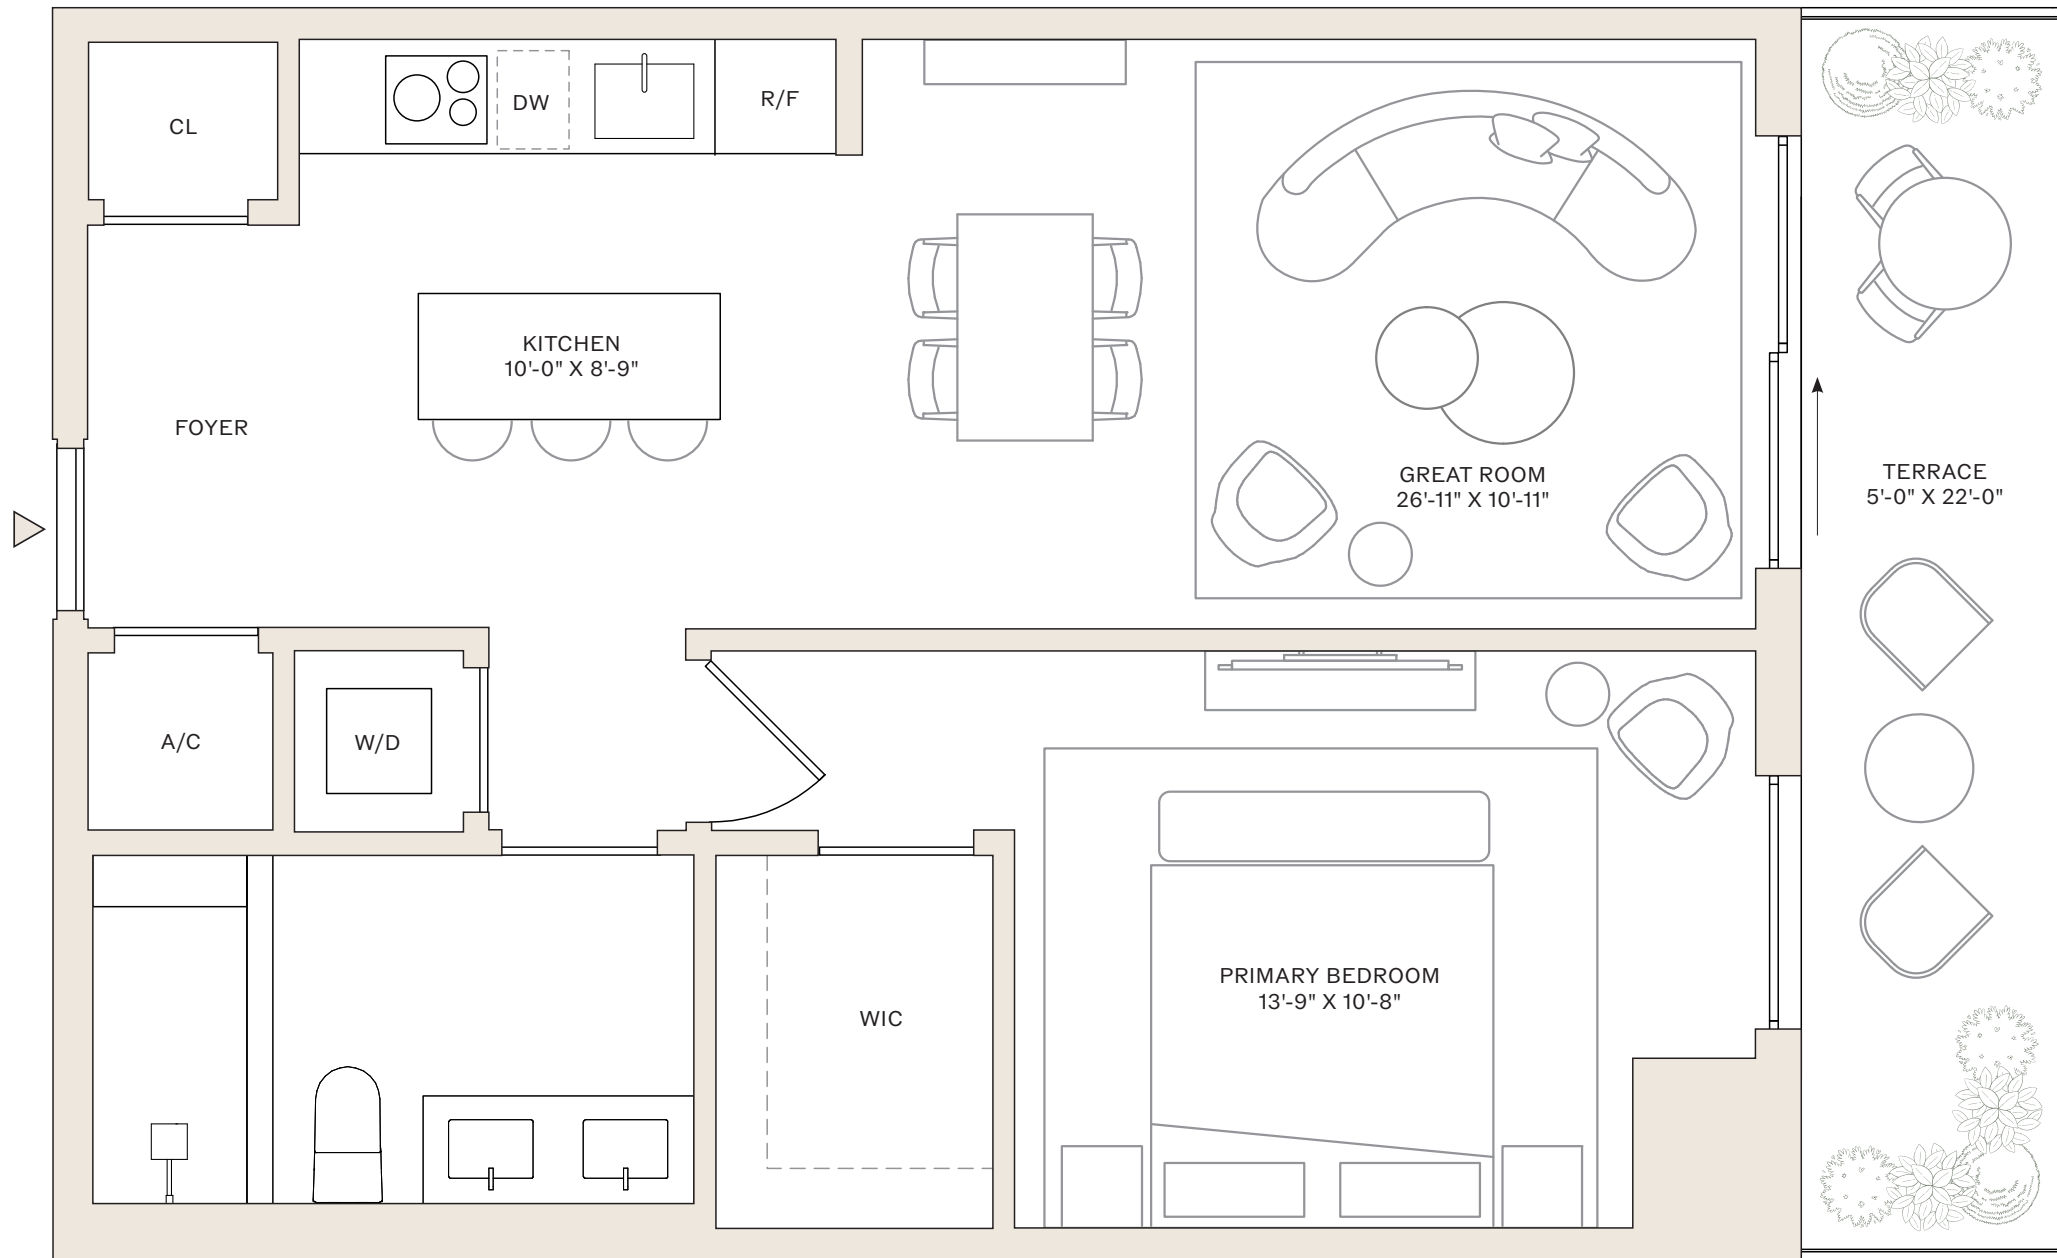 CL
DW
R/F
KITCHEN
10'-0" X 8'-9"
FOYER
GREAT ROOM
26'-11" X 10'-11"
TERRACE
5'-0" X 22'-0"
A/C
W/D
PRIMARY BEDROOM
13'-9" X 10'-8"
WIC